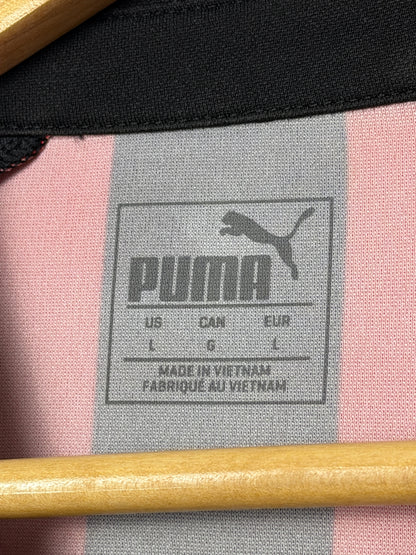 PUMA
US CAN EUR
L G L
MADE IN VIETNAM
FABRIQUÉ AU VIETNAM